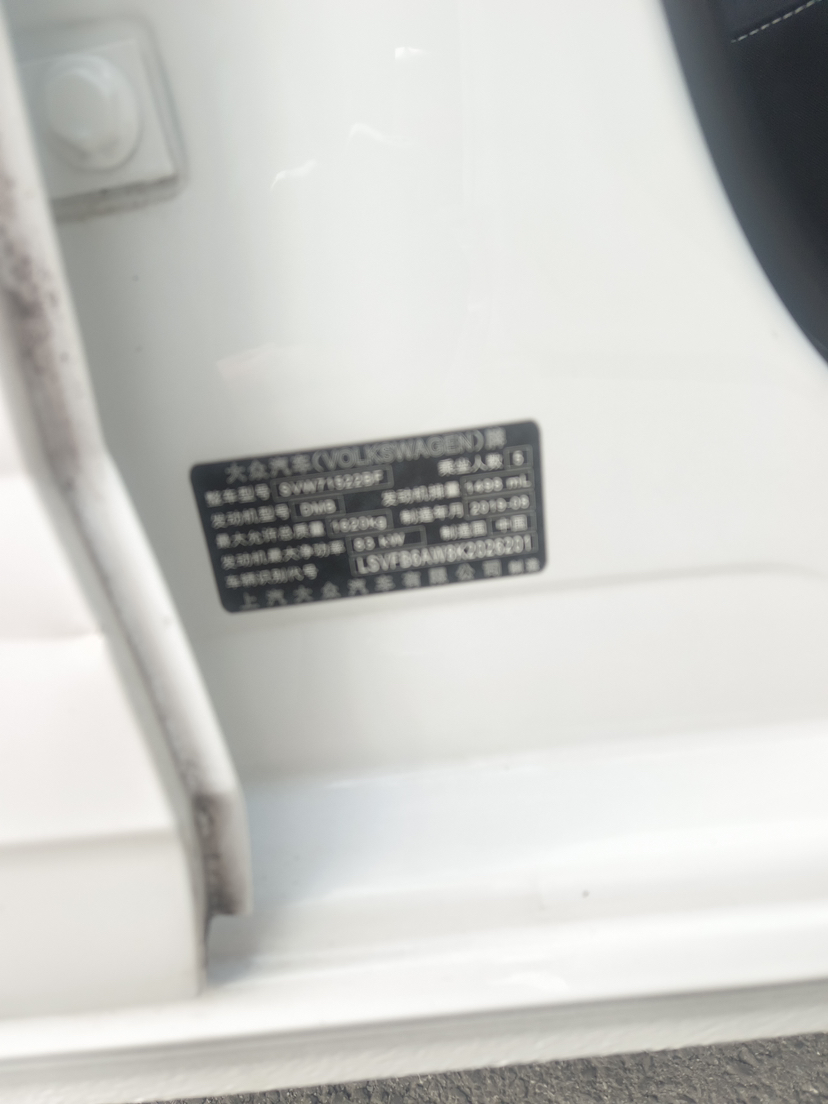 大众汽车(VOLKSWAGEN)牌
整车型号 SVW71522BF 乘坐人数 5
发动机型号 DMB 发动机排量 1498 mL
最大允许总质量 1620kg 制造年月
发动机最大净功率 83 kW 制造国 中国
车辆识别代号
上汽大众汽车有限公司 制造